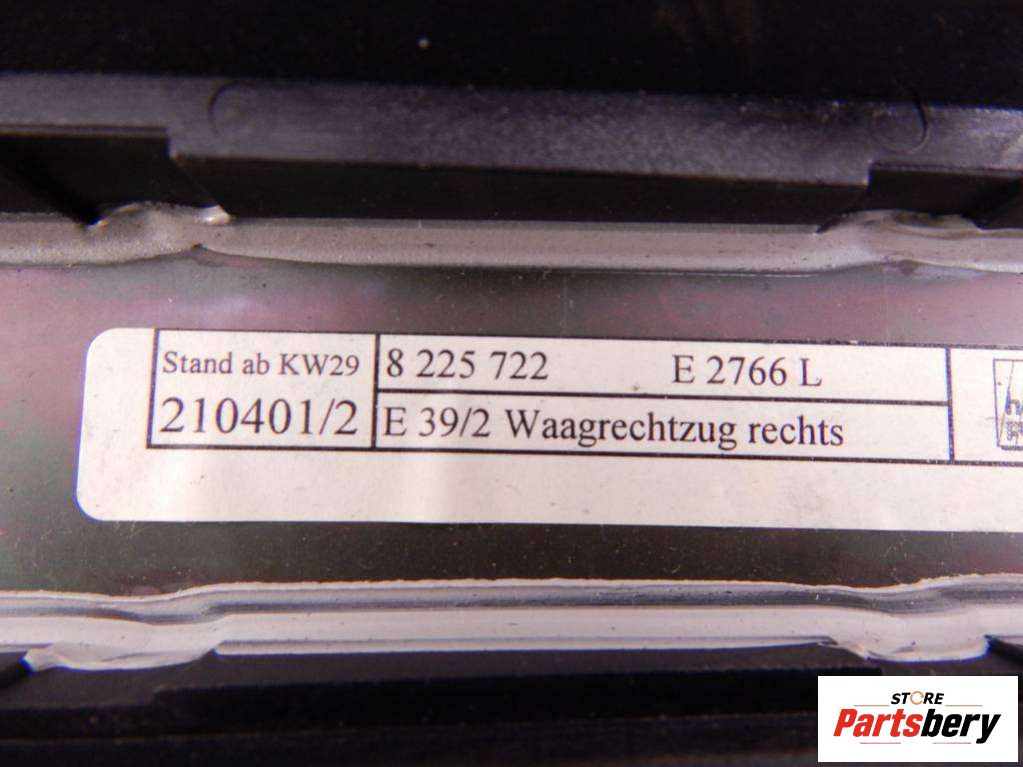 Stand ab KW29
210401/2
8 225 722 E 2766 L
E 39/2 Waagrechtzug rechts
STORE
Partsbery